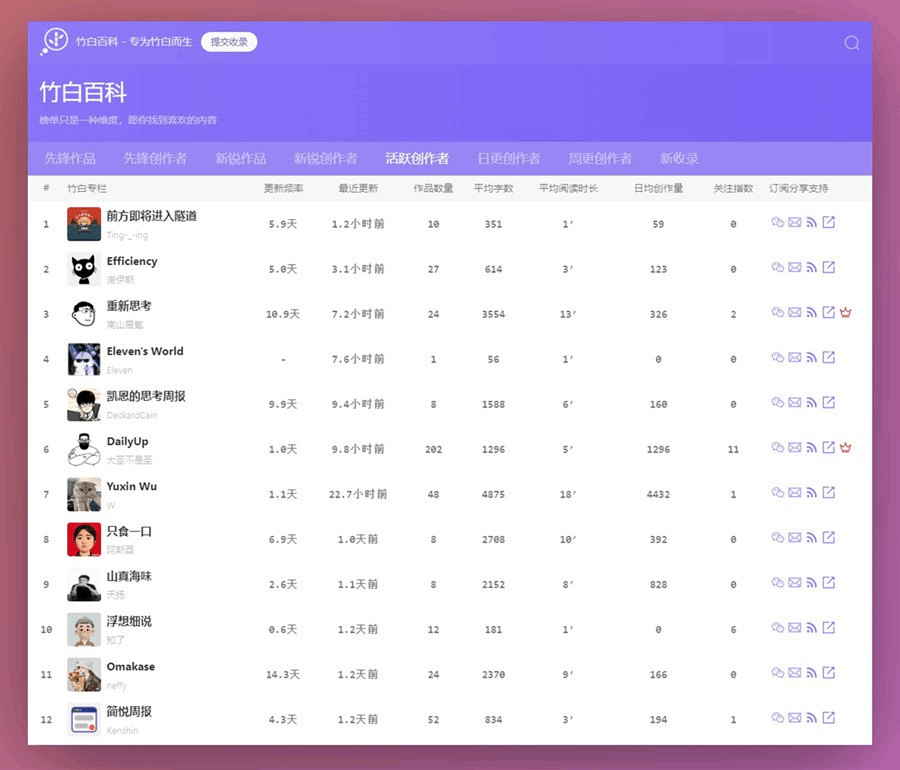 竹白百科 - 专为竹白而生 提交收录
竹白百科
榜单只是一种维度，愿你找到喜欢的内容
先锋作品 先锋创作者 新锐作品 新锐创作者 活跃创作者 日更创作者 周更创作者 新收录
# 竹白专栏 更新频率 最近更新 作品数量 平均字数 平均阅读时长 日均创作量 关注指数 订阅分享支持
1 前方即将进入隧道 5.9天 1.2小时前 10 351 1′ 59 0
Ting-_-ing
2 Efficiency 5.0天 3.1小时前 27 614 3′ 123 0
诺伊斯
3 重新思考 10.9天 7.2小时前 24 3554 13′ 326 2
南山居氪
4 Eleven's World - 7.6小时前 1 56 1′ 0 0
Eleven
5 凯恩的思考周报 9.9天 9.4小时前 8 1588 6′ 160 0
DeckardCain
6 DailyUp 1.0天 9.8小时前 202 1296 5′ 1296 11
大圣不是圣
7 Yuxin Wu 1.1天 22.7小时前 48 4875 18′ 4432 1
W
8 只食一口 6.9天 1.0天前 8 2708 10′ 392 0
阿斯百
9 山真海味 2.6天 1.1天前 8 2152 8′ 828 0
天扬
10 浮想细说 0.6天 1.2天前 12 181 1′ 0 6
知了
11 Omakase 14.3天 1.2天前 24 2370 9′ 166 0
neffy
12 简悦周报 4.3天 1.2天前 52 834 3′ 194 1
Kenshin